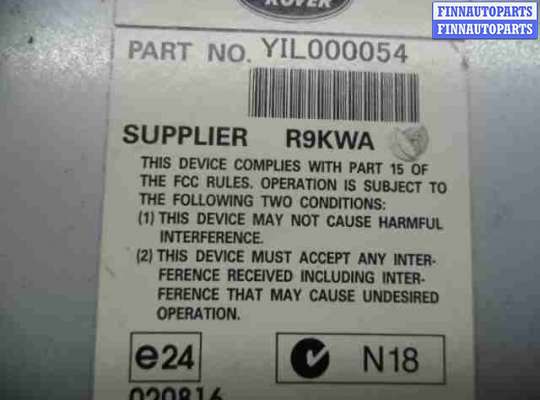 ROVER
FINNAUTOPARTS
FINNAUTOPARTS
PART NO. YIL000054
SUPPLIER R9KWA
THIS DEVICE COMPLIES WITH PART 15 OF
THE FCC RULES. OPERATION IS SUBJECT TO
THE FOLLOWING TWO CONDITIONS:
(1) THIS DEVICE MAY NOT CAUSE HARMFUL
INTERFERENCE.
(2) THIS DEVICE MUST ACCEPT ANY INTER-
FERENCE RECEIVED INCLUDING INTER-
FERENCE THAT MAY CAUSE UNDESIRED
OPERATION.
e24 N18
020816